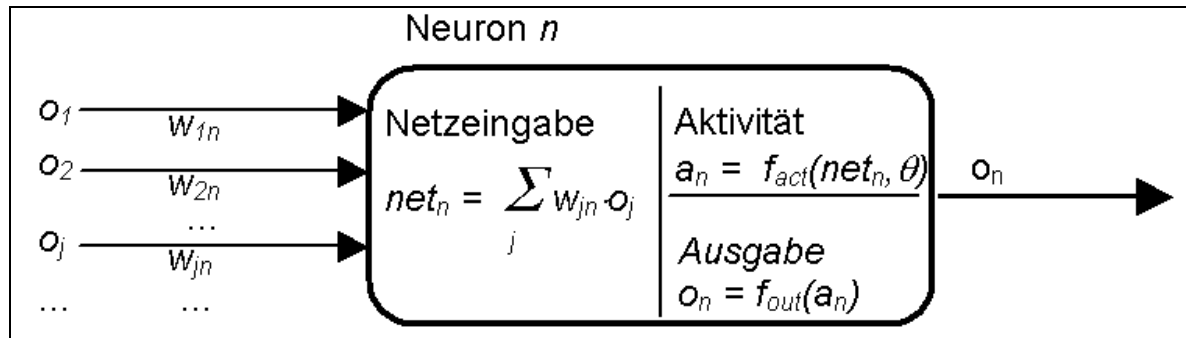 Neuron n
o1
w1n
o2
w2n
...
oj
wjn
... ...
Netzeingabe
netn = ∑ wjn·oj
j
Aktivität
an = fact(netn, θ)
Ausgabe
on = fout(an)
on